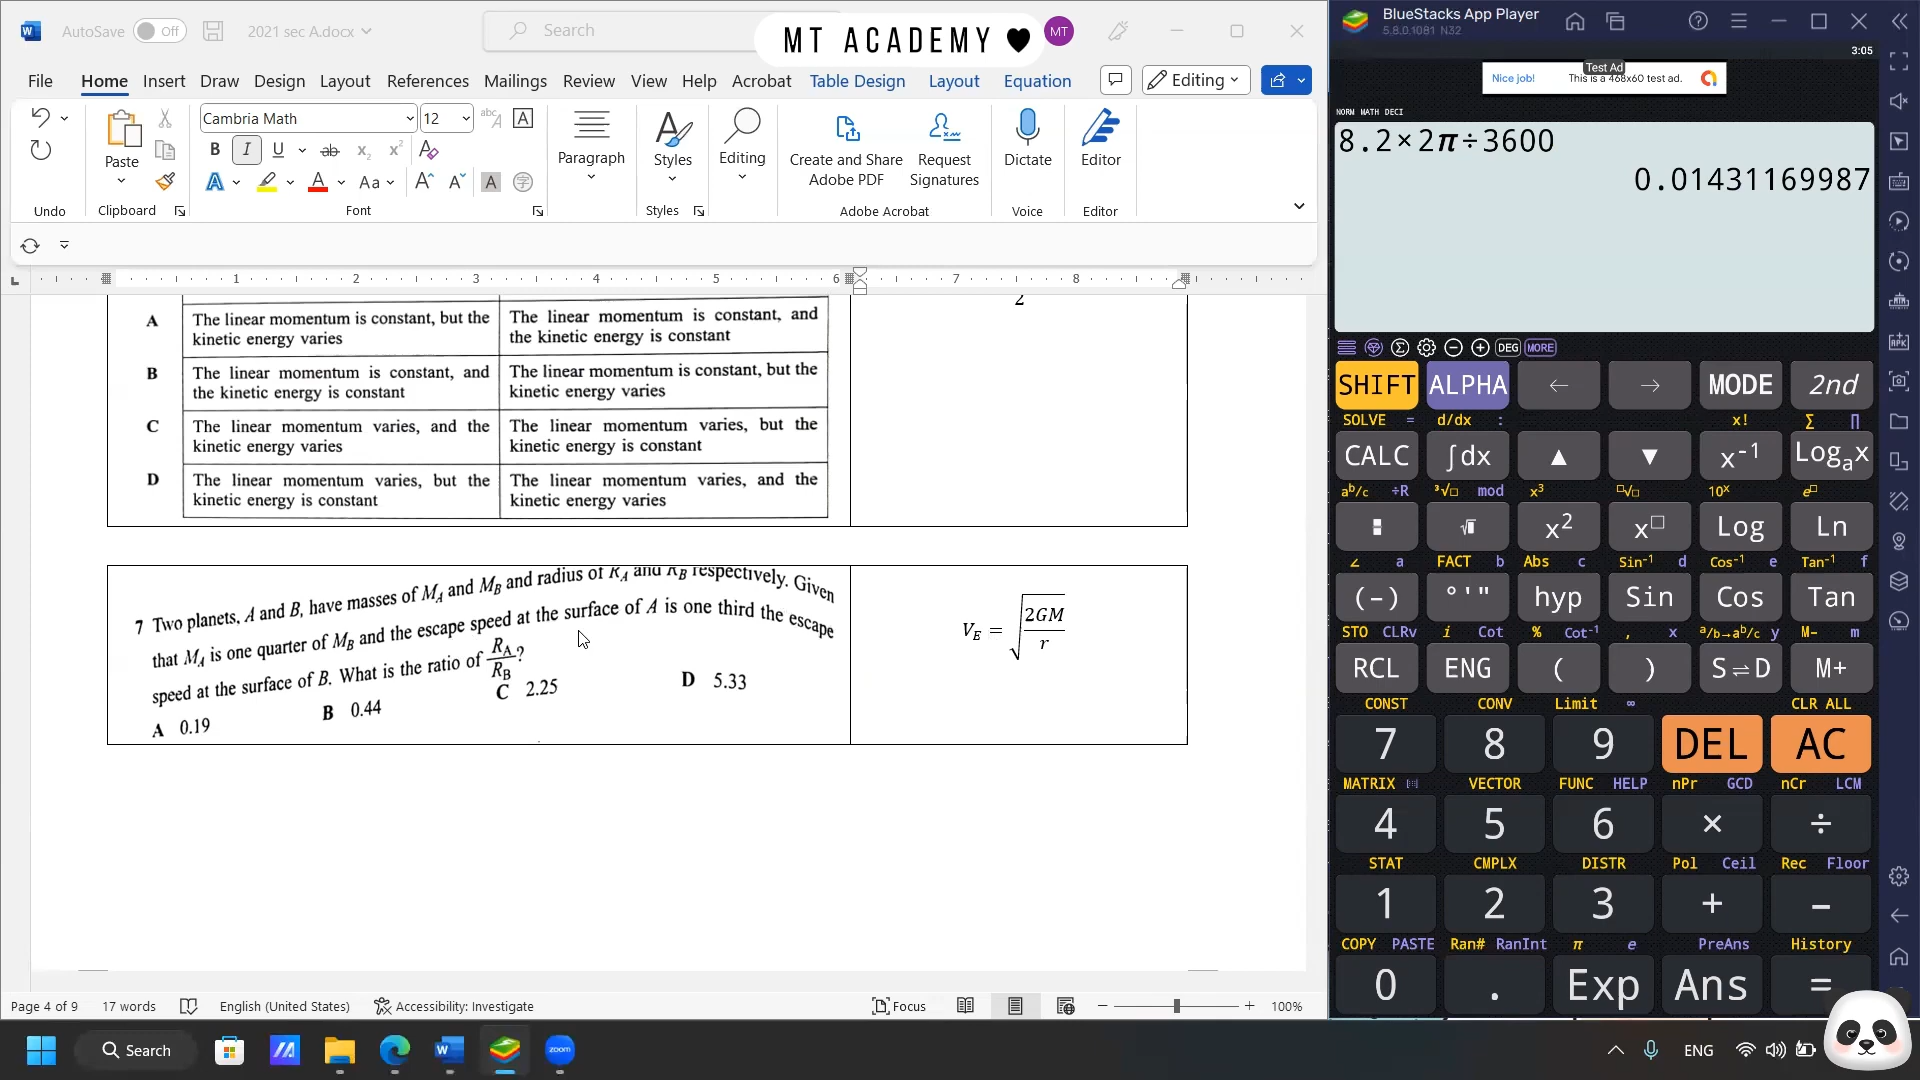 AutoSave Off 2021 sec A.docx Search MT ACADEMY MT
File Home Insert Draw Design Layout References Mailings Review View Help Acrobat Table Design Layout Equation Editing
Cambria Math 12
Paste Paragraph Styles Editing Create and Share Adobe PDF Request Signatures Dictate Editor
Undo Clipboard Font Styles Adobe Acrobat Voice Editor
1 2 3 4 5 6 7 8
2
A The linear momentum is constant, but the kinetic energy varies The linear momentum is constant, and the kinetic energy is constant
B The linear momentum is constant, and the kinetic energy is constant The linear momentum is constant, but the kinetic energy varies
C The linear momentum varies, and the kinetic energy varies The linear momentum varies, but the kinetic energy is constant
D The linear momentum varies, but the kinetic energy is constant The linear momentum varies, and the kinetic energy varies
7 Two planets, A and B, have masses of M_A and M_B and radius of R_A and R_B respectively. Given
that M_A is one quarter of M_B and the escape speed at the surface of A is one third the escape
speed at the surface of B. What is the ratio of R_A/R_B?
A 0.19 B 0.44 C 2.25 D 5.33
V_E = √(2GM/r)
Page 4 of 9 17 words English (United States) Accessibility: Investigate Focus 100%
Search zoom ENG
BlueStacks App Player
5.8.0.1081 N32
3:05
Nice job! Test Ad This is a 468x60 test ad.
NORM MATH DECI
8.2×2π÷3600
0.01431169987
DEG MORE
SHIFT ALPHA ← → MODE 2nd
SOLVE = d/dx : x! ∑ ∏
CALC ∫dx ▲ ▼ x⁻¹ Logₐx
aᵇ/c ÷R ³√□ mod x³ □√□ 10ˣ e□
√□ x² x□ Log Ln
∠ a FACT b Abs c Sin⁻¹ d Cos⁻¹ e Tan⁻¹ f
(-) °'" hyp Sin Cos Tan
STO CLRv i Cot % Cot⁻¹ , x a/b→aᵇ/c y M- m
RCL ENG ( ) S⇌D M+
CONST CONV Limit ∞ CLR ALL
7 8 9 DEL AC
MATRIX VECTOR FUNC HELP nPr GCD nCr LCM
4 5 6 × ÷
STAT CMPLX DISTR Pol Ceil Rec Floor
1 2 3 + −
COPY PASTE Ran# RanInt π e PreAns History
0 . Exp Ans =